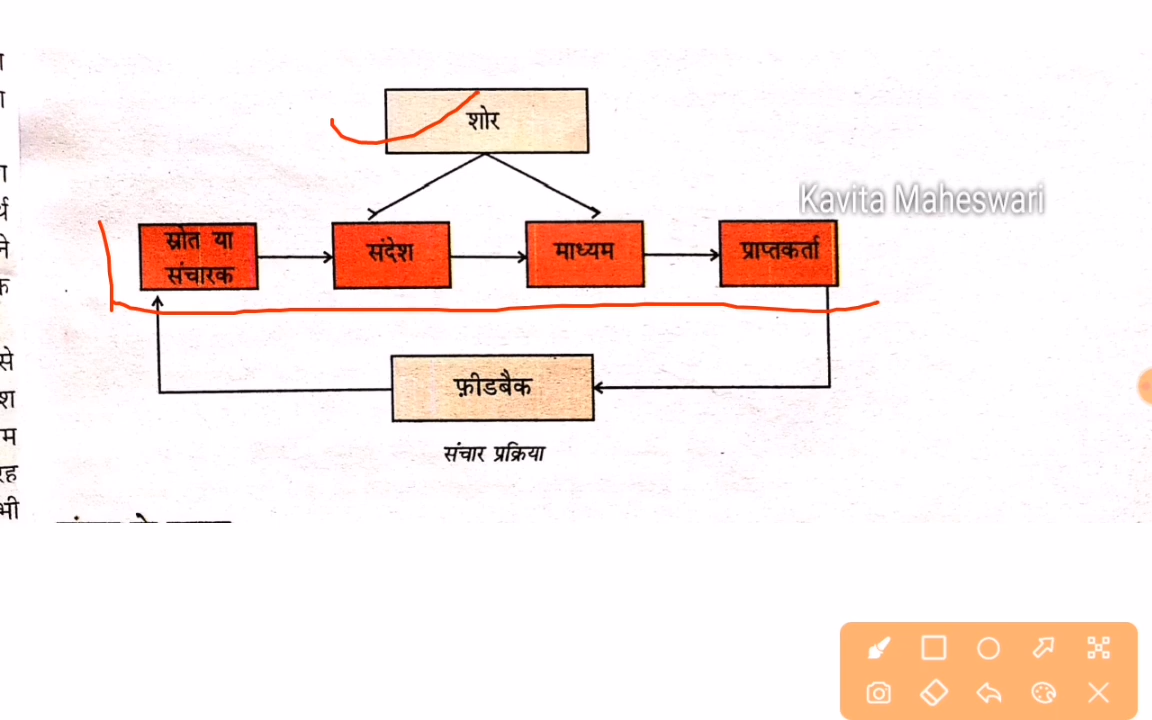 शोर
Kavita Maheswari
स्रोत या
संचारक
संदेश
माध्यम
प्राप्तकर्ता
फ़ीडबैक
संचार प्रक्रिया
से
भी